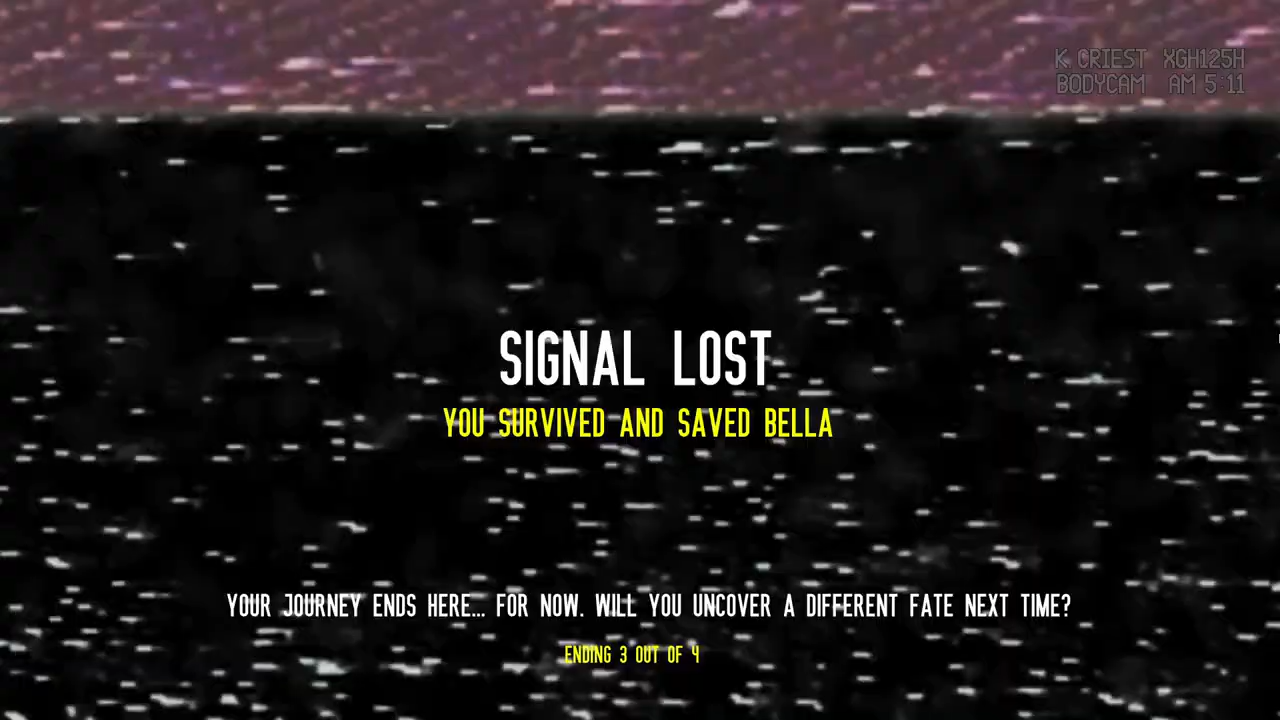 K. CRIEST XGH125H
BODYCAM AM 5:11
SIGNAL LOST
YOU SURVIVED AND SAVED BELLA
YOUR JOURNEY ENDS HERE... FOR NOW. WILL YOU UNCOVER A DIFFERENT FATE NEXT TIME?
ENDING 3 OUT OF 4